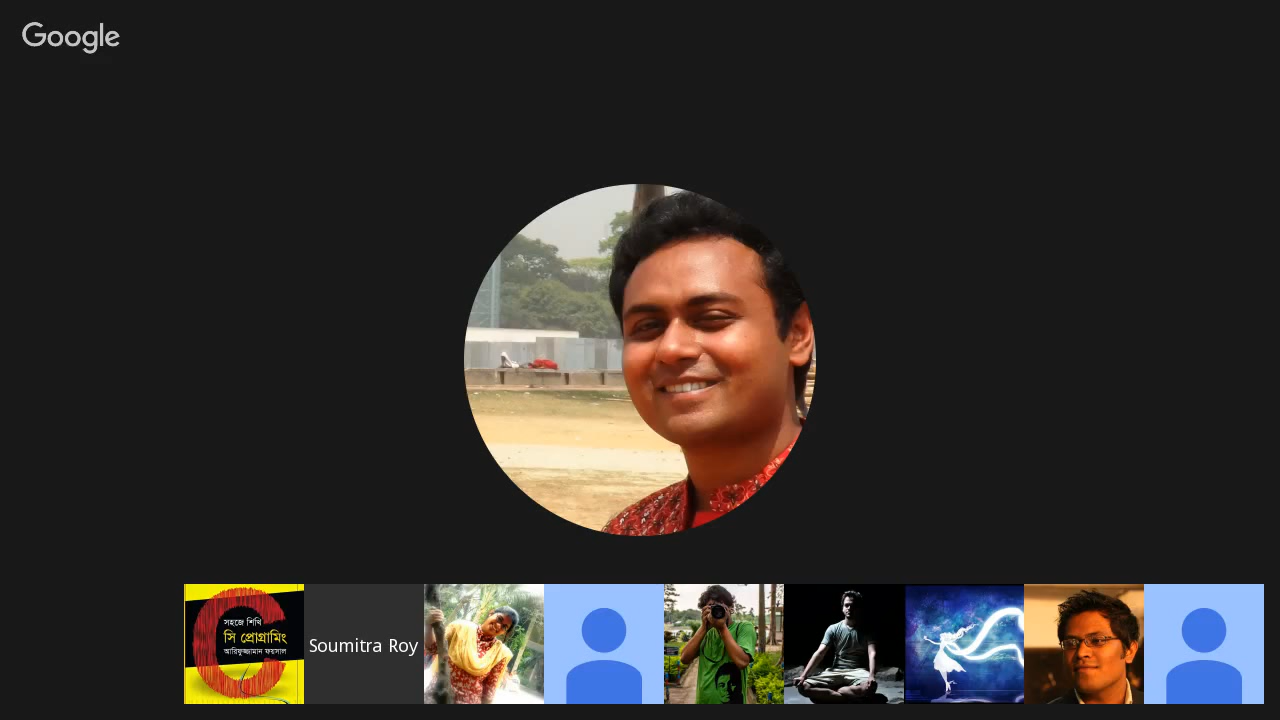 Google
সহজে শিখি
সি প্রোগ্রামিং
আরিফুজ্জামান ফয়সাল
Soumitra Roy